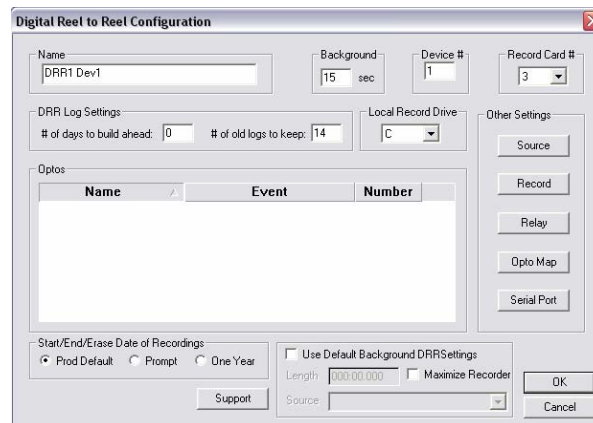 Digital Reel to Reel Configuration
Name
DRR1 Dev1
Background
15 sec
Device #
1
Record Card #
3
DRR Log Settings
# of days to build ahead: 0 # of old logs to keep: 14
Local Record Drive
C
Other Settings
Source
Record
Relay
Opto Map
Serial Port
Optos
Name Event Number
Start/End/Erase Date of Recordings
Prod Default Prompt One Year
Support
Use Default Background DRRSettings
Length 000:00.000 Maximize Recorder
Source
OK
Cancel